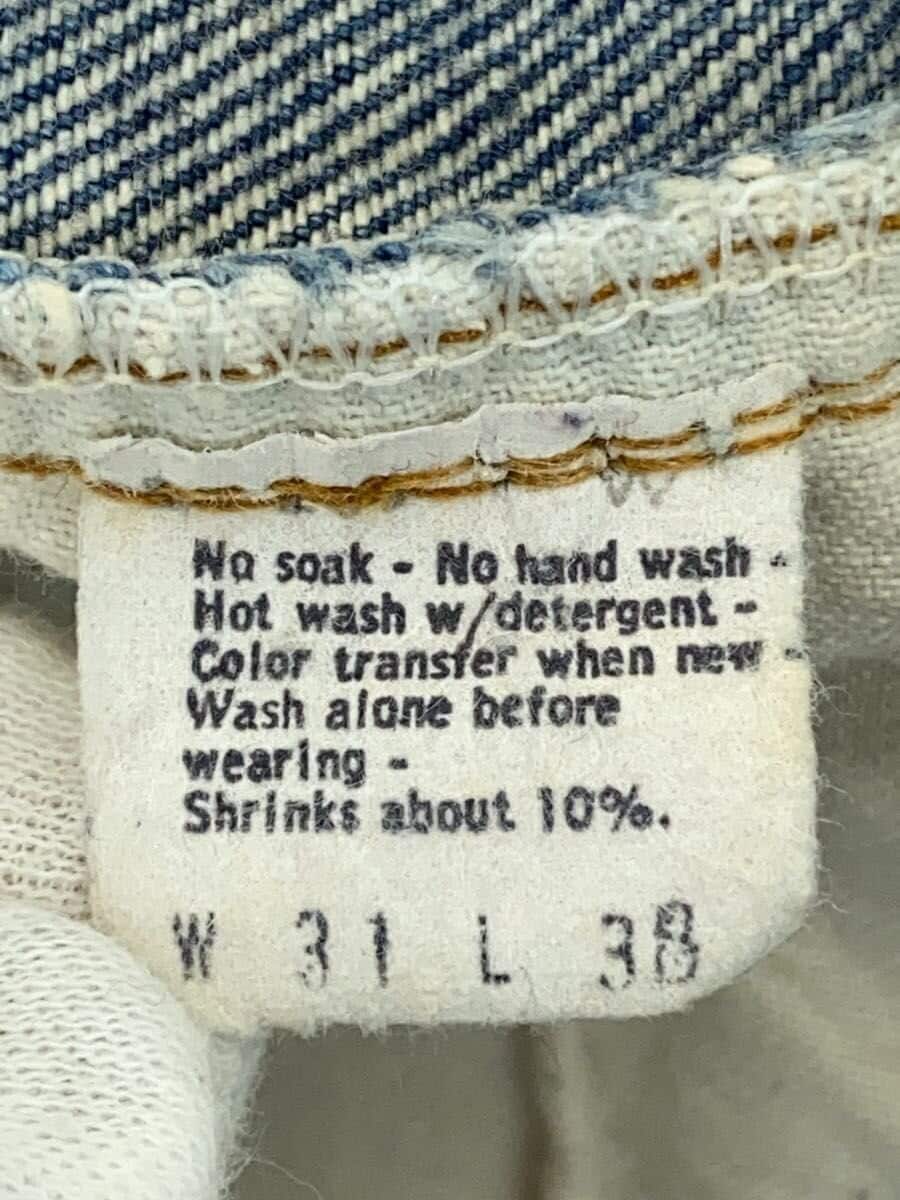 No soak - No hand wash -
Hot wash w/detergent -
Color transfer when new -
Wash alone before
wearing -
Shrinks about 10%.
W 31 L 38